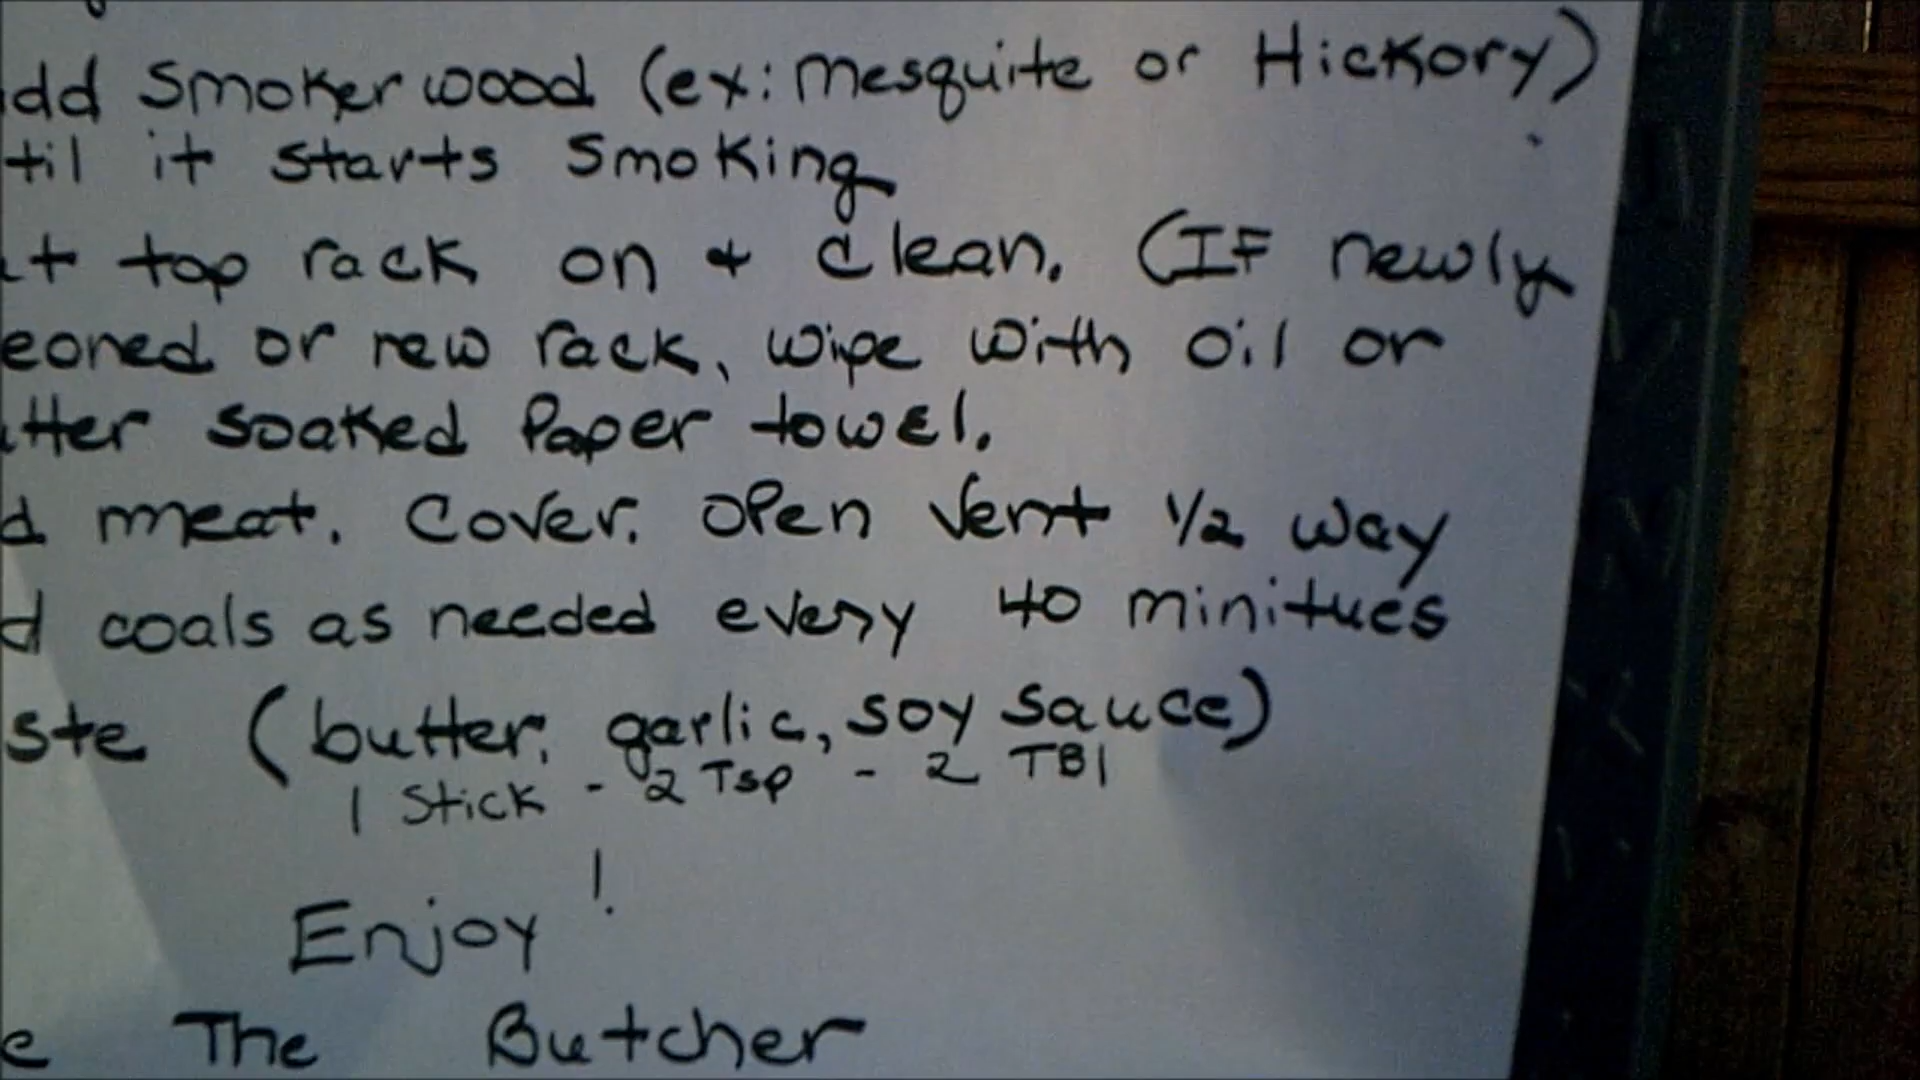 dd Smoker wood (ex: Mesquite or Hickory)
til it starts Smoking
t top rack on + Clean. (IF newly
eoned or new rack, wipe with oil or
tter soaked Paper towel.
d meat. Cover. Open Vent 1/2 way
d coals as needed every 40 minitues
ste (butter, garlic, soy sauce)
1 Stick - 2 Tsp - 2 TBl
Enjoy!
e The Butcher